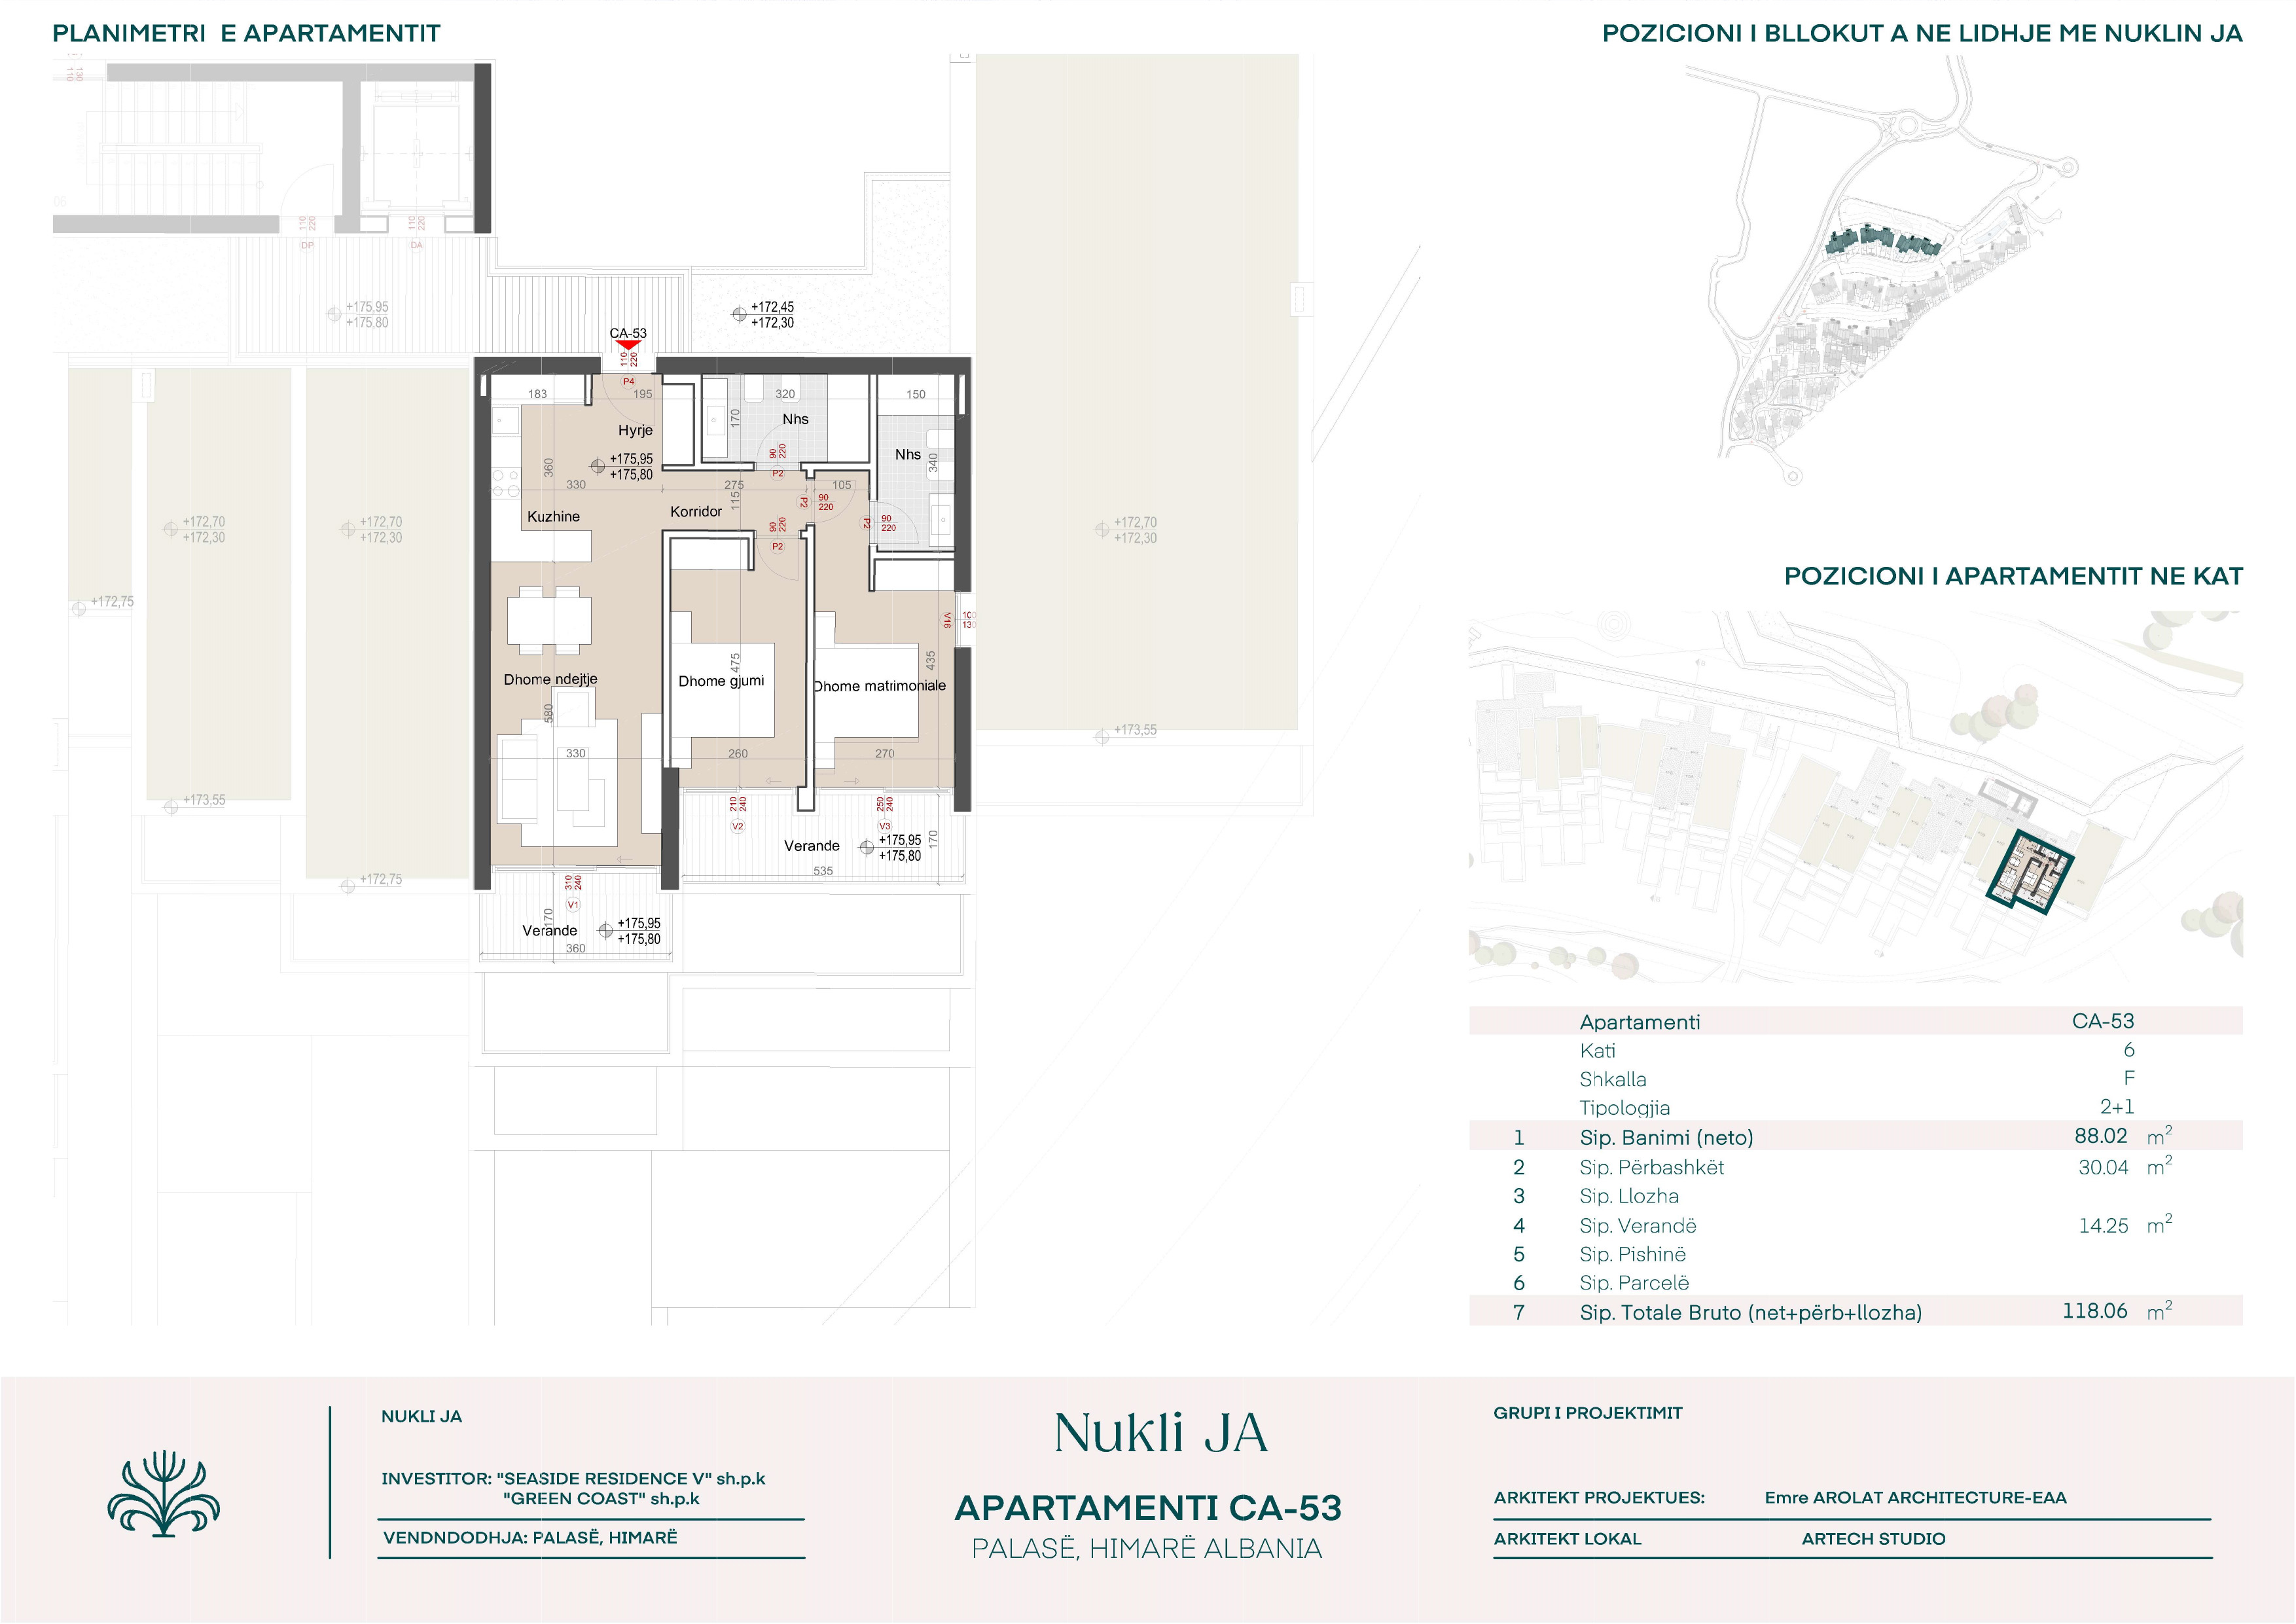 PLANIMETRI E APARTAMENTIT
POZICIONI I BLLOKUT A NE LIDHJE ME NUKLIN JA
110
130
110
220
DP
110
220
DA
+175,95
+175,80
+172,45
+172,30
CA-53
110
220
P4
183
195
320
150
170
Nhs
Hyrje
Nhs
340
90
220
P2
360
+175,95
+175,80
330
275
105
115
P2
90
220
Kuzhine
Korridor
90
220
P2
P2
90
220
+172,70
+172,30
+172,70
+172,30
+172,70
+172,30
+172,75
V16
Dhome ndejtje
475
Dhome gjumi
435
Dhome matrimoniale
580
330
260
270
+173,55
+173,55
210
240
V2
250
240
V3
Verande
+175,95
+175,80
170
535
+172,75
310
240
V1
170
Verande
+175,95
+175,80
360
POZICIONI I APARTAMENTIT NE KAT
Apartamenti CA-53
Kati 6
Shkalla F
Tipologjia 2+1
1 Sip. Banimi (neto) 88.02 m²
2 Sip. Përbashkët 30.04 m²
3 Sip. Llozha
4 Sip. Verandë 14.25 m²
5 Sip. Pishinë
6 Sip. Parcelë
7 Sip. Totale Bruto (net+përb+llozha) 118.06 m²
NUKLI JA
INVESTITOR: "SEASIDE RESIDENCE V" sh.p.k
"GREEN COAST" sh.p.k
VENDNDODHJA: PALASË, HIMARË
Nukli JA
APARTAMENTI CA-53
PALASË, HIMARË ALBANIA
GRUPI I PROJEKTIMIT
ARKITEKT PROJEKTUES: Emre AROLAT ARCHITECTURE-EAA
ARKITEKT LOKAL ARTECH STUDIO